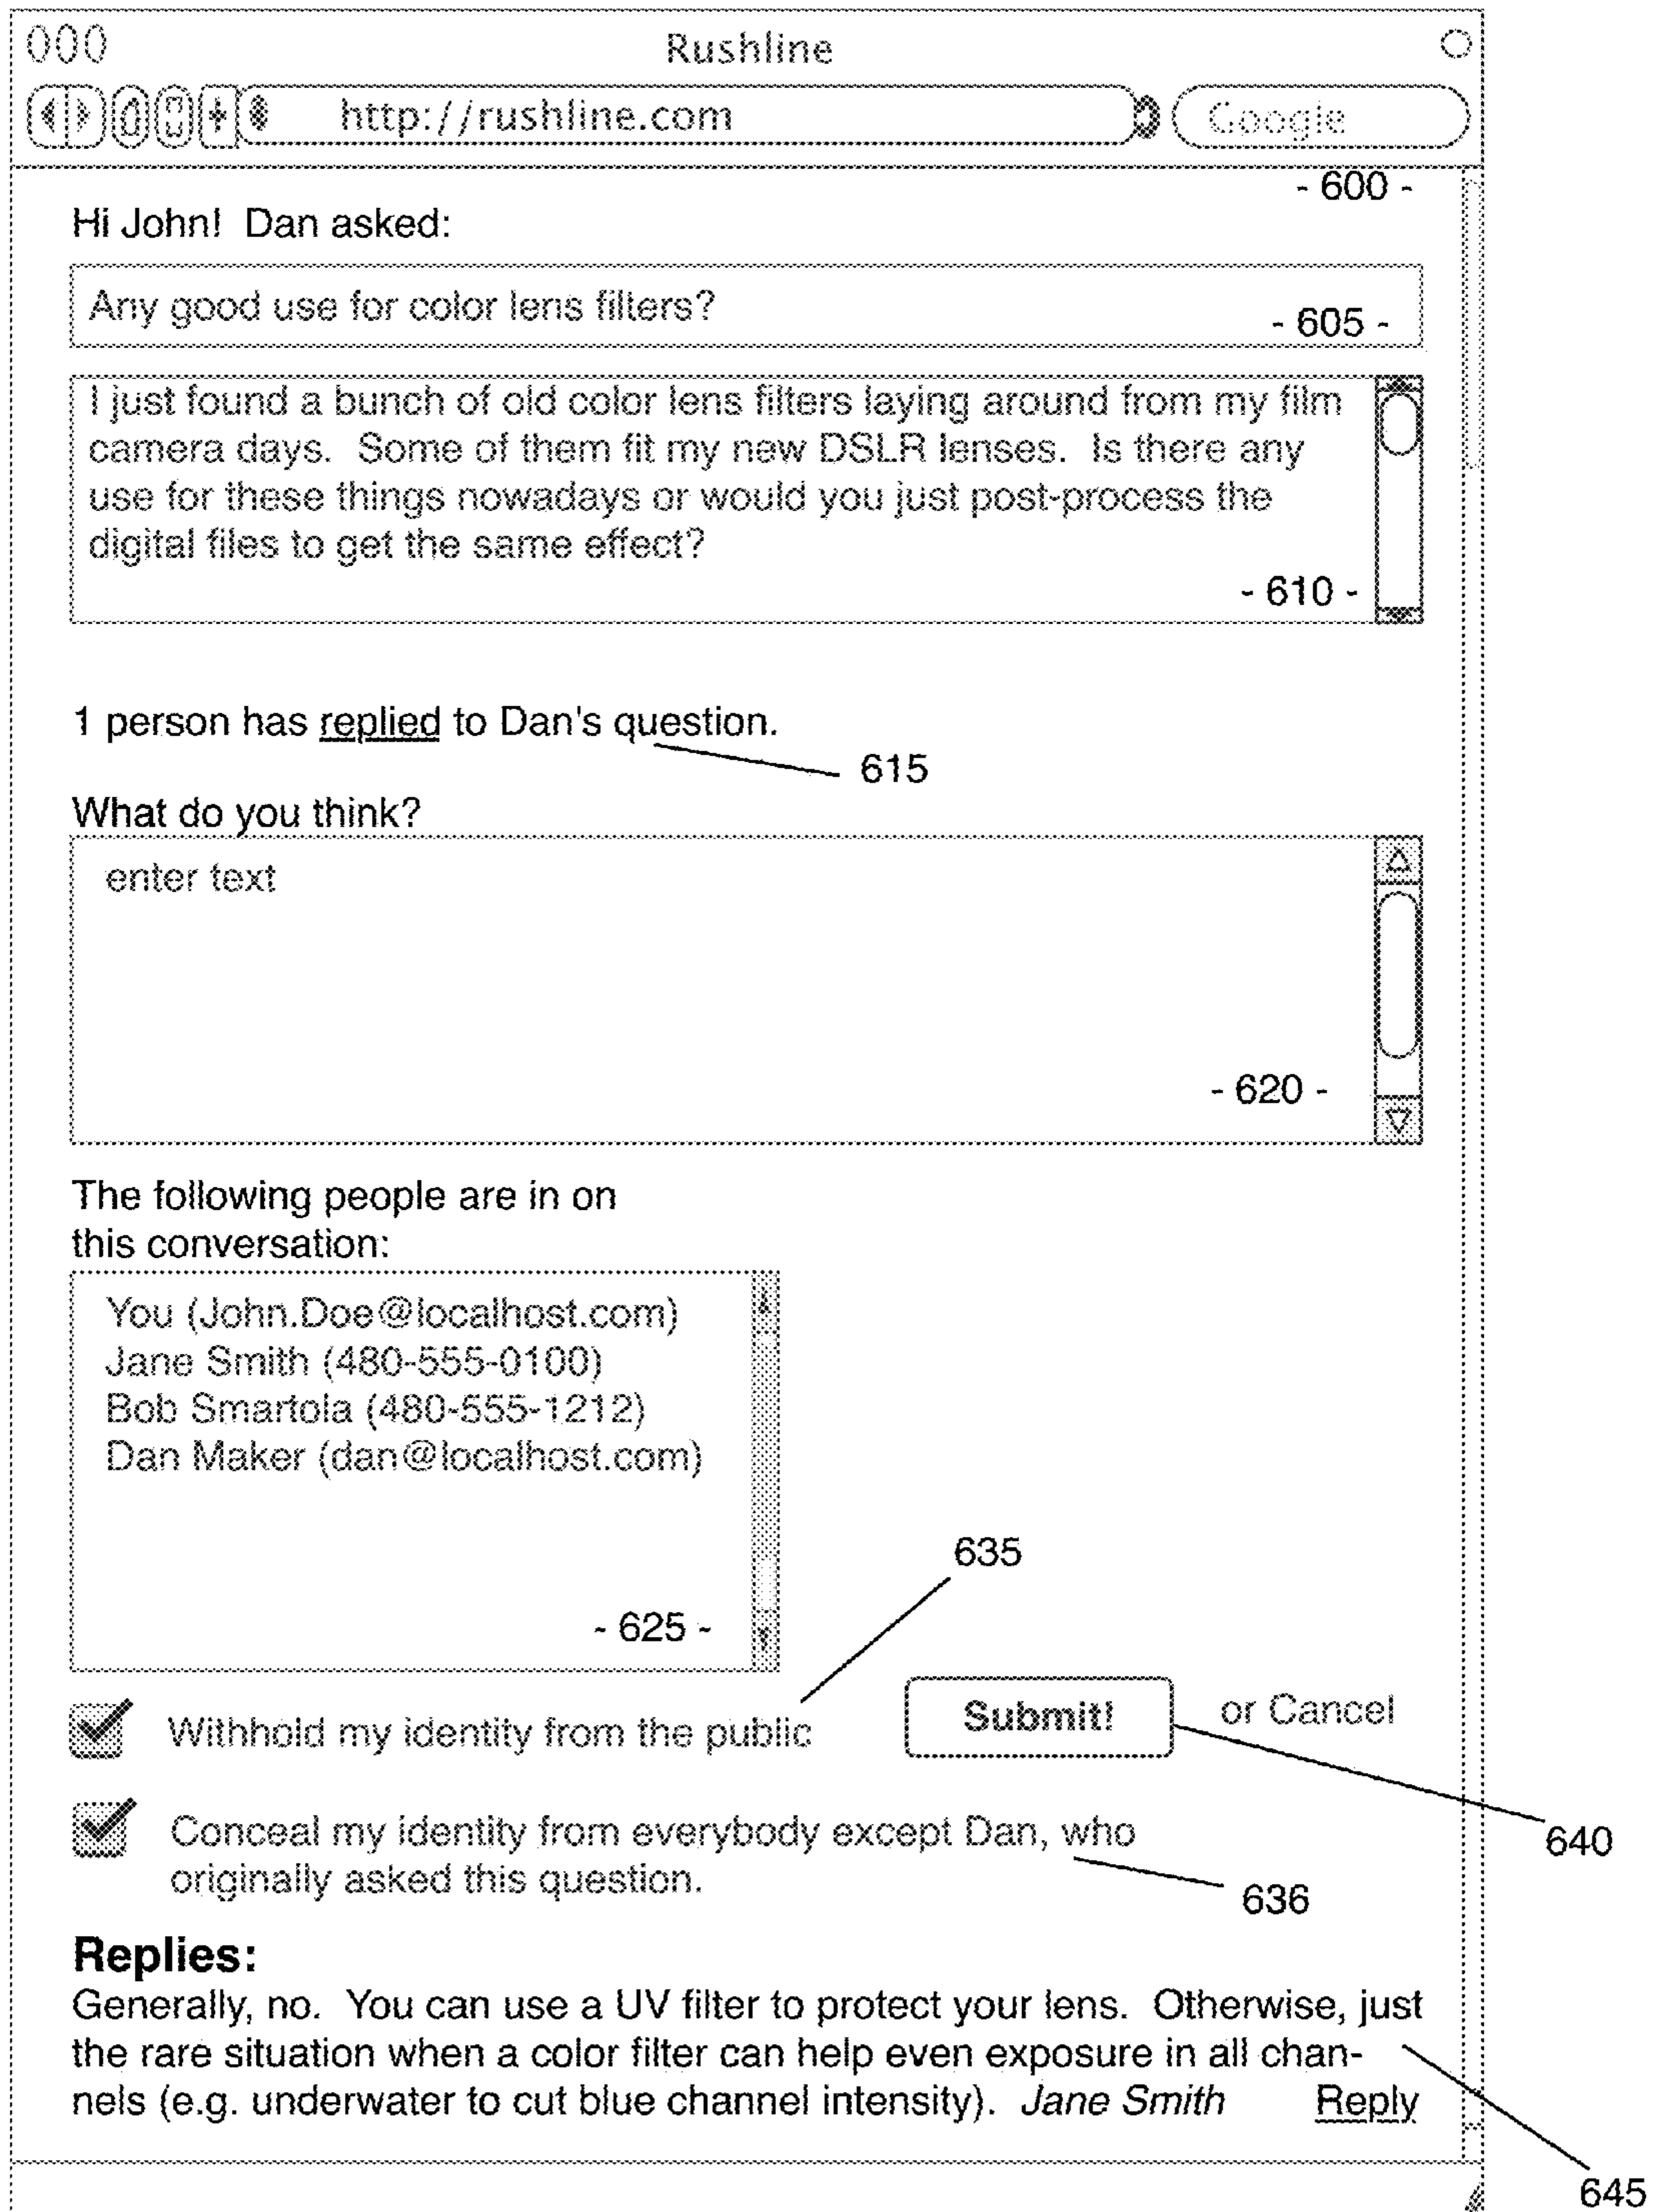 000 Rushline
http://rushline.com Google
- 600 -
Hi John! Dan asked:
Any good use for color lens filters?
- 605 -
I just found a bunch of old color lens filters laying around from my film
camera days. Some of them fit my new DSLR lenses. Is there any
use for these things nowadays or would you just post-process the
digital files to get the same effect?
- 610 -
1 person has replied to Dan's question.
615
What do you think?
enter text
- 620 -
The following people are in on
this conversation:
You (John.Doe@localhost.com)
Jane Smith (480-555-0100)
Bob Smartola (480-555-1212)
Dan Maker (dan@localhost.com)
635
- 625 -
Withhold my identity from the public
Submit! or Cancel
640
Conceal my identity from everybody except Dan, who
originally asked this question.
636
Replies:
Generally, no. You can use a UV filter to protect your lens. Otherwise, just
the rare situation when a color filter can help even exposure in all chan-
nels (e.g. underwater to cut blue channel intensity). Jane Smith Reply
645